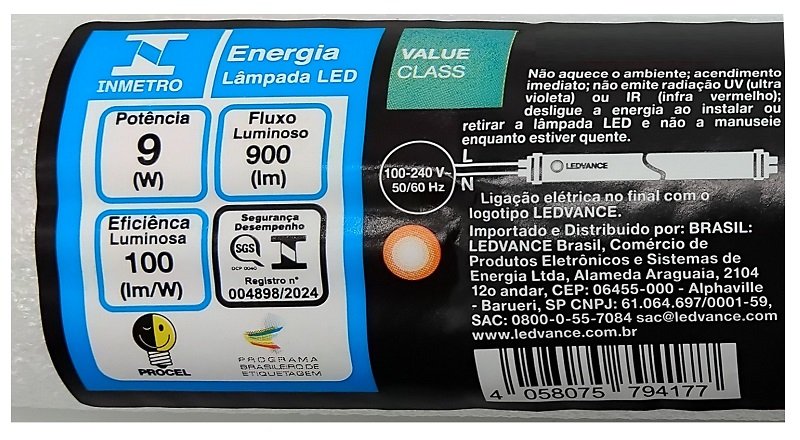 INMETRO
Energia
Lâmpada LED
Potência
9
(W)
Fluxo
Luminoso
900
(lm)
Eficiênca
Luminosa
100
(lm/W)
Segurança
Desempenho
SGS
OCP 0040
Registro n°
004898/2024
PROCEL
PROGRAMA
BRASILEIRO DE
ETIQUETAGEM
VALUE
CLASS
Não aquece o ambiente; acendimento
imediato; não emite radiação UV (ultra
violeta) ou IR (infra vermelho);
desligue a energia ao instalar ou
retirar a lâmpada LED e não a manuseie
enquanto estiver quente.
100-240 V~
50/60 Hz
L
N
LEDVANCE
Ligação elétrica no final com o
logotipo LEDVANCE.
Importado e Distribuido por: BRASIL:
LEDVANCE Brasil, Comércio de
Produtos Eletrônicos e Sistemas de
Energia Ltda, Alameda Araguaia, 2104
12o andar, CEP: 06455-000 - Alphaville
- Barueri, SP CNPJ: 61.064.697/0001-59,
SAC: 0800-0-55-7084 sac@ledvance.com
www.ledvance.com.br
4 058075 794177